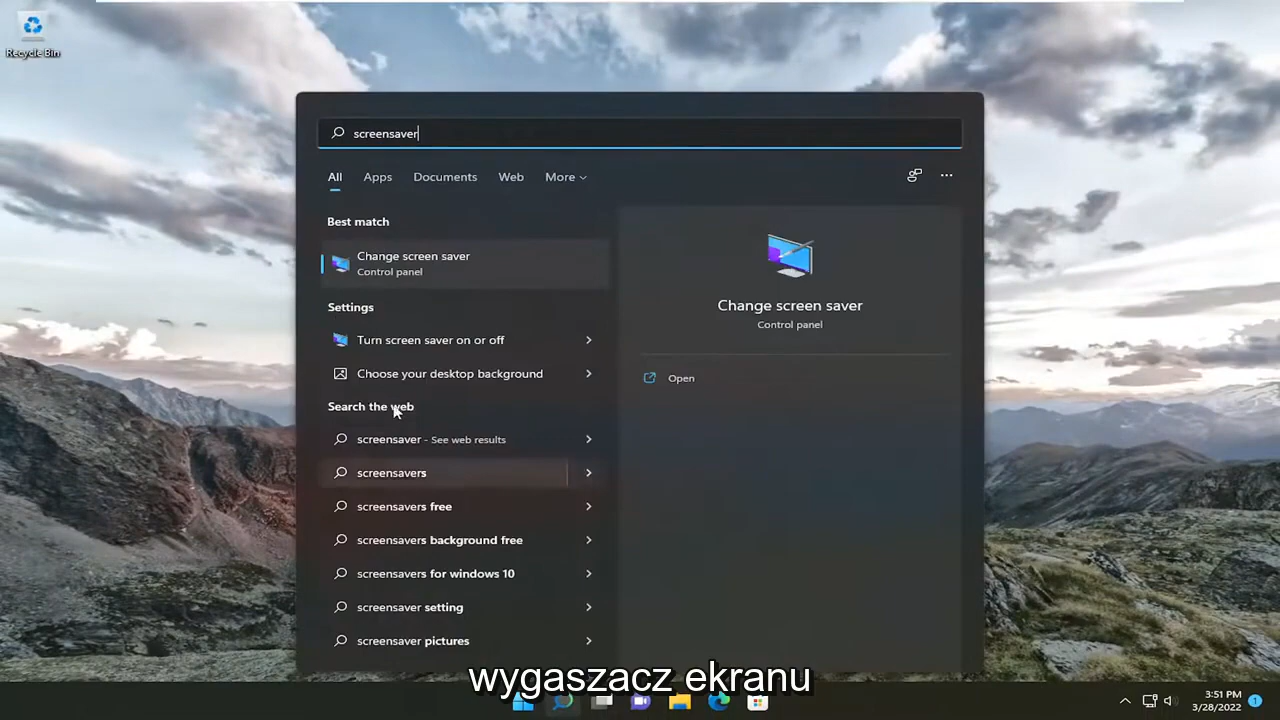 Recycle Bin
screensaver
All Apps Documents Web More
Best match
Change screen saver
Control panel
Settings
Turn screen saver on or off
Choose your desktop background
Search the web
screensaver - See web results
screensavers
screensavers free
screensavers background free
screensavers for windows 10
screensaver setting
screensaver pictures
Change screen saver
Control panel
Open
wygaszacz ekranu
3:51 PM
3/28/2022
1